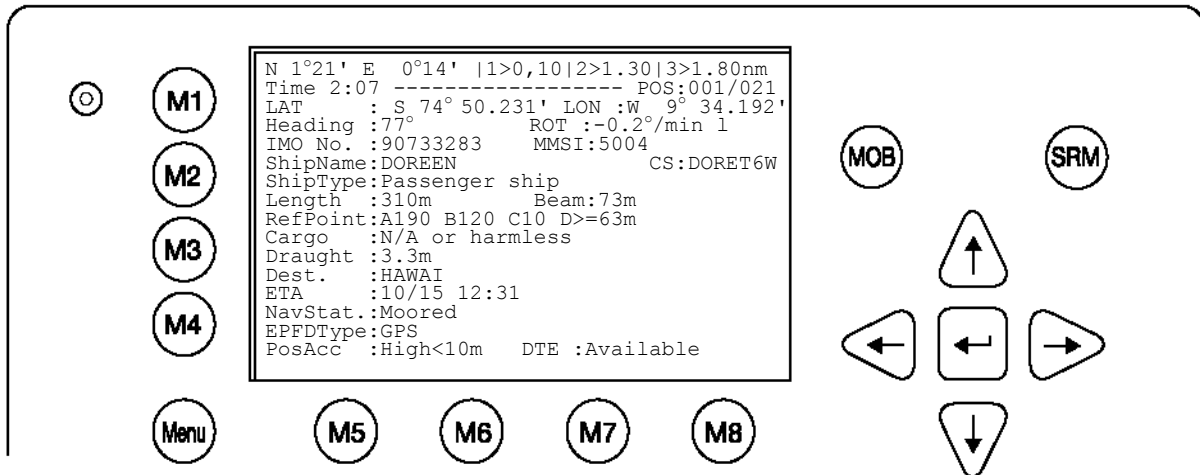 N 1°21' E 0°14' |1>0,10|2>1.30|3>1.80nm
Time 2:07 ------------------ POS:001/021
LAT : S 74° 50.231' LON :W 9° 34.192'
Heading :77° ROT :-0.2°/min l
IMO No. :90733283 MMSI:5004
ShipName:DOREEN CS:DORET6W
ShipType:Passenger ship
Length :310m Beam:73m
RefPoint:A190 B120 C10 D>=63m
Cargo :N/A or harmless
Draught :3.3m
Dest. :HAWAI
ETA :10/15 12:31
NavStat.:Moored
EPFDType:GPS
PosAcc :High<10m DTE :Available
M1
M2
M3
M4
Menu
M5
M6
M7
M8
MOB
SRM